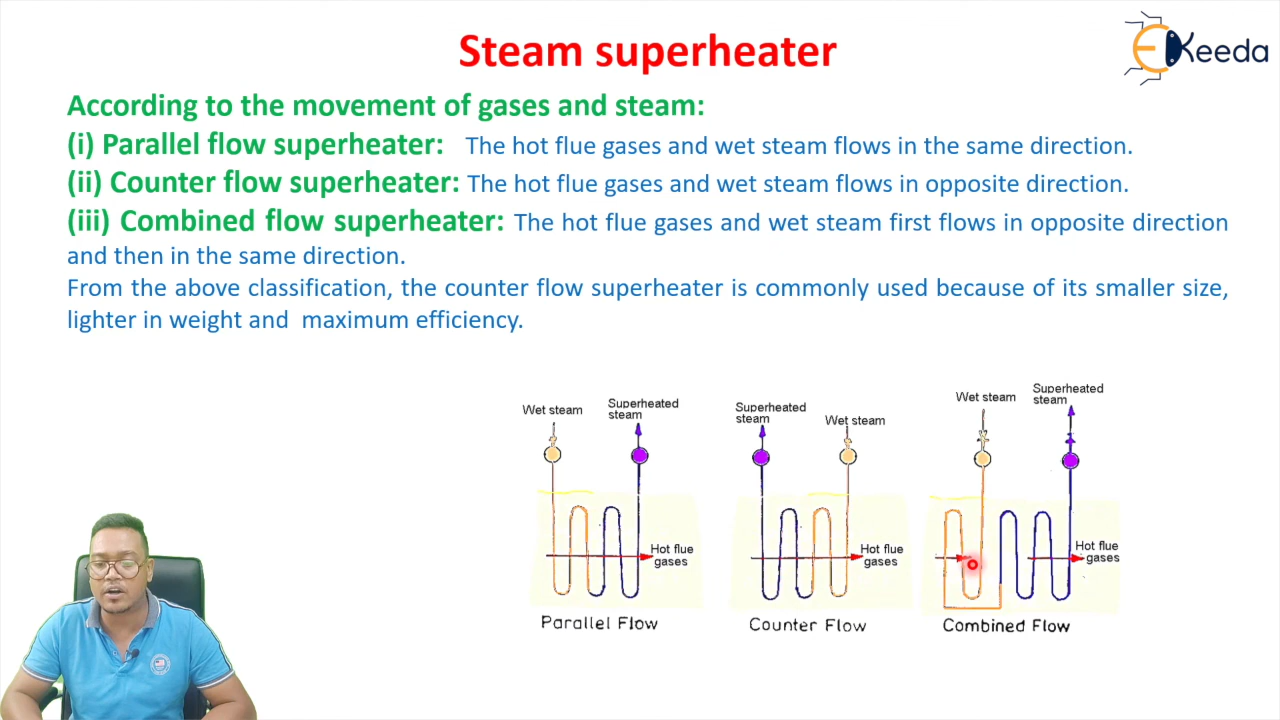 Steam superheater
EKeeda
According to the movement of gases and steam:
(i) Parallel flow superheater: The hot flue gases and wet steam flows in the same direction.
(ii) Counter flow superheater: The hot flue gases and wet steam flows in opposite direction.
(iii) Combined flow superheater: The hot flue gases and wet steam first flows in opposite direction
and then in the same direction.
From the above classification, the counter flow superheater is commonly used because of its smaller size,
lighter in weight and maximum efficiency.
Wet steam
Superheated
steam
Hot flue
gases
Parallel Flow
Superheated
steam
Wet steam
Hot flue
gases
Counter Flow
Wet steam
Superheated
steam
Hot flue
gases
Combined Flow